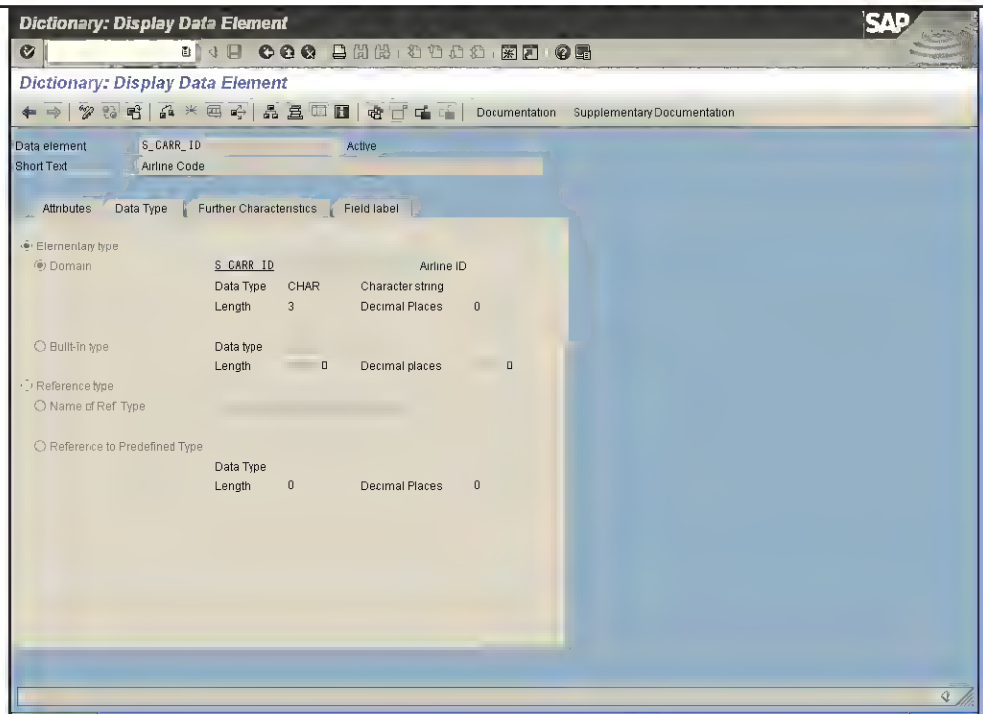 Dictionary: Display Data Element
SAP
Dictionary: Display Data Element
Documentation Supplementary Documentation
Data element S_CARR_ID Active
Short Text Airline Code
Attributes Data Type Further Characteristics Field label
Elementary type
Domain S_CARR_ID Airline ID
Data Type CHAR Character string
Length 3 Decimal Places 0
Built-in type Data type
Length 0 Decimal places 0
Reference type
Name of Ref. Type
Reference to Predefined Type
Data Type
Length 0 Decimal Places 0